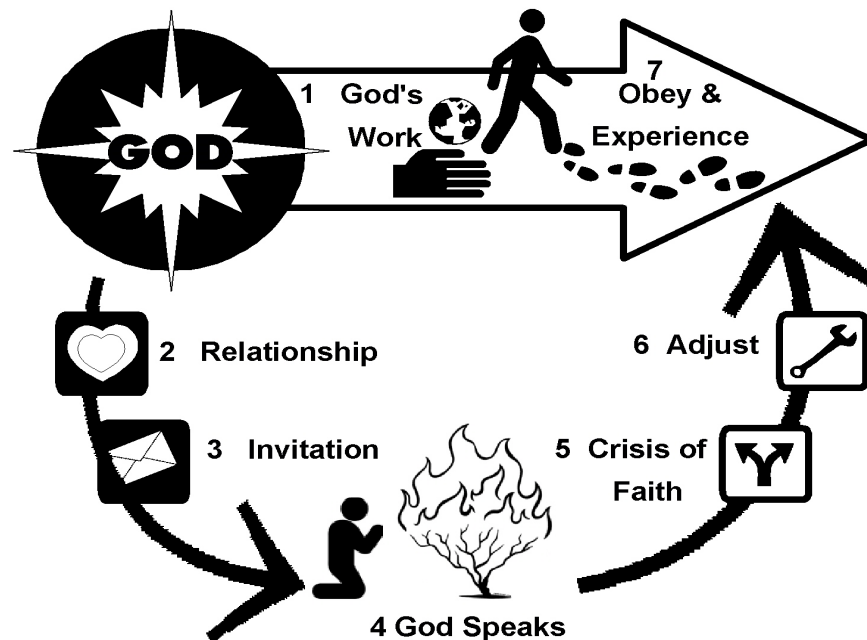 GOD
1 God's
Work
7
Obey &
Experience
2 Relationship
3 Invitation
4 God Speaks
5 Crisis of
Faith
6 Adjust